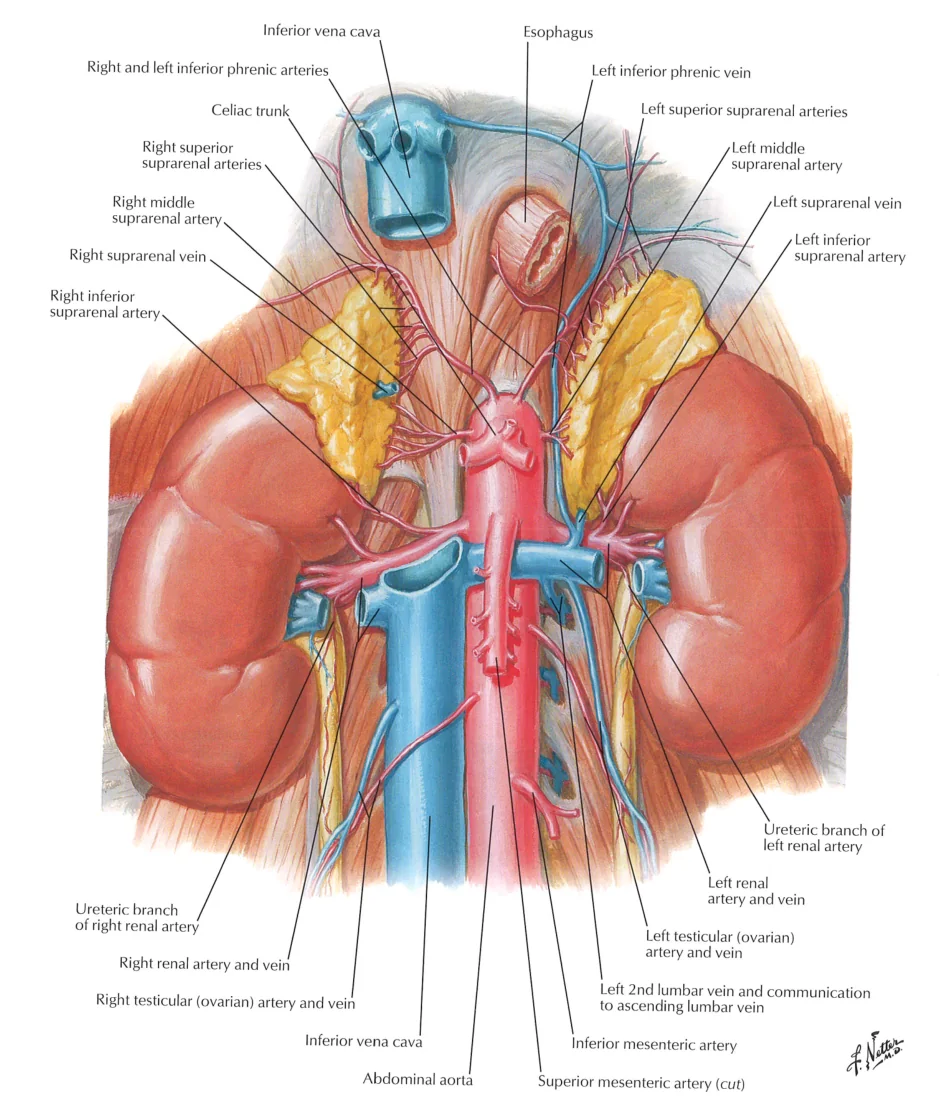 Inferior vena cava
Esophagus
Right and left inferior phrenic arteries
Left inferior phrenic vein
Celiac trunk
Left superior suprarenal arteries
Right superior
suprarenal arteries
Left middle
suprarenal artery
Right middle
suprarenal artery
Left suprarenal vein
Right suprarenal vein
Left inferior
suprarenal artery
Right inferior
suprarenal artery
Ureteric branch of
left renal artery
Left renal
artery and vein
Ureteric branch
of right renal artery
Left testicular (ovarian)
artery and vein
Right renal artery and vein
Left 2nd lumbar vein and communication
to ascending lumbar vein
Right testicular (ovarian) artery and vein
Inferior vena cava
Inferior mesenteric artery
Abdominal aorta
Superior mesenteric artery (cut)
F. Netter
M.D.